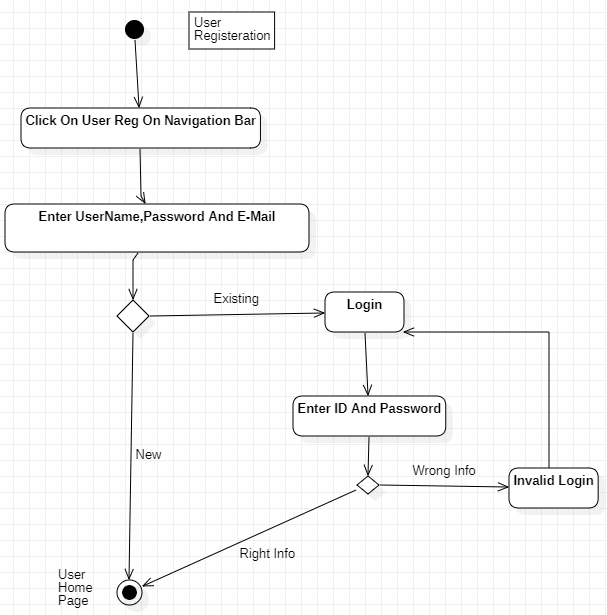 User
Registeration
Click On User Reg On Navigation Bar
Enter UserName,Password And E-Mail
Existing
Login
Enter ID And Password
New
Wrong Info
Invalid Login
Right Info
User
Home
Page